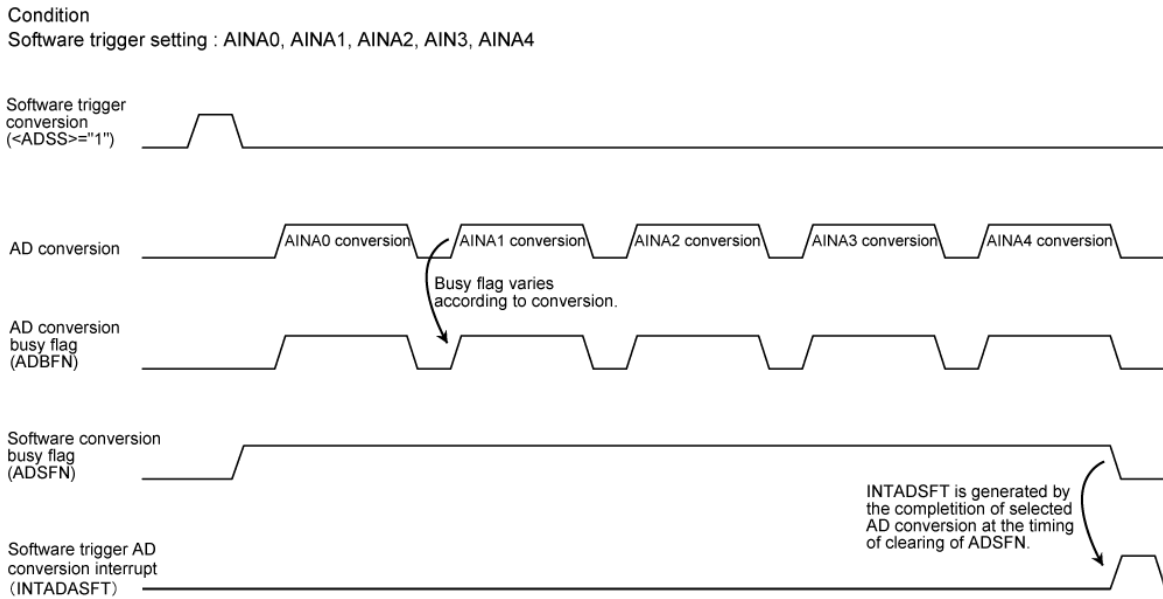 Condition
Software trigger setting : AINA0, AINA1, AINA2, AIN3, AINA4
Software trigger
conversion
(<ADSS>="1")
AD conversion
AINA0 conversion
AINA1 conversion
AINA2 conversion
AINA3 conversion
AINA4 conversion
Busy flag varies
according to conversion.
AD conversion
busy flag
(ADBFN)
Software conversion
busy flag
(ADSFN)
INTADSFT is generated by
the completition of selected
AD conversion at the timing
of clearing of ADSFN.
Software trigger AD
conversion interrupt
(INTADASFT)